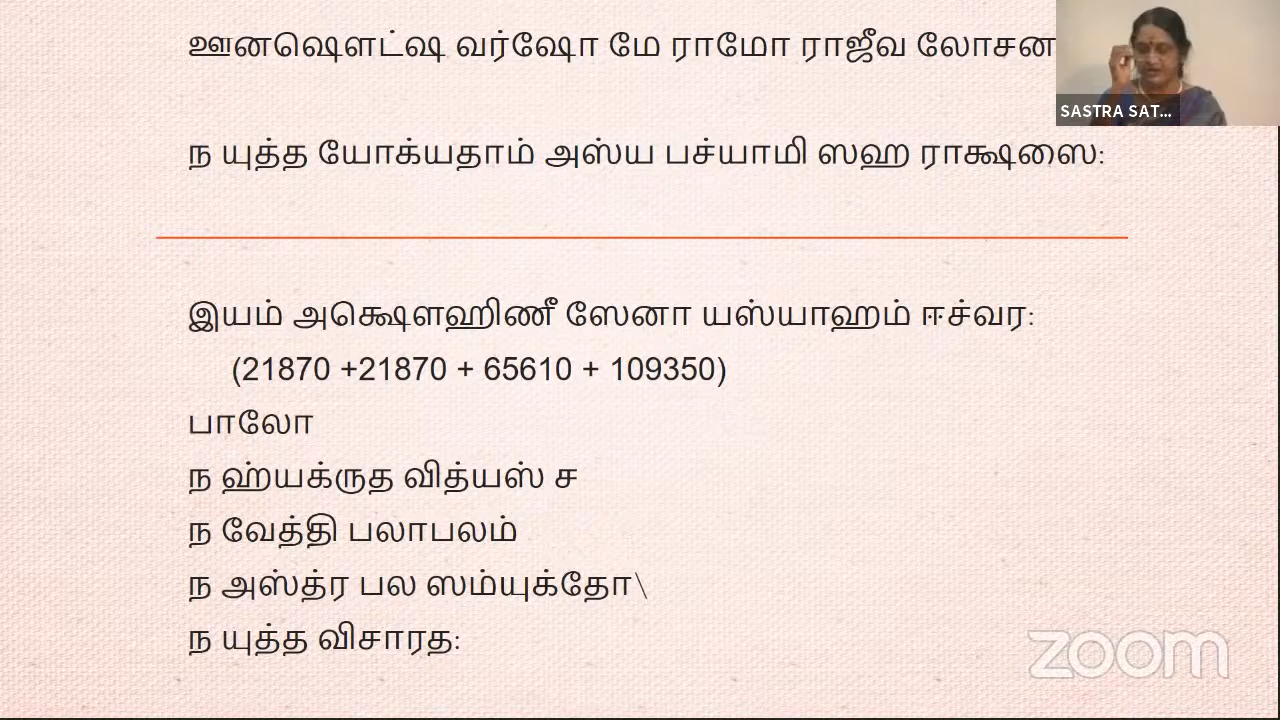 ஊனஷௌட்ஷ வர்ஷோ மே ராமோ ராஜீவ லோசன
SASTRA SAT...
ந யுத்த யோக்யதாம் அஸ்ய பச்யாமி ஸஹ ராக்ஷஸை:
இயம் அக்ஷௌஹிணீ ஸேனா யஸ்யாஹம் ஈச்வர:
(21870 +21870 + 65610 + 109350)
பாலோ
ந ஹ்யக்ருத வித்யஸ் ச
ந வேத்தி பலாபலம்
ந அஸ்த்ர பல ஸம்யுக்தோ\
ந யுத்த விசாரத:
zoom